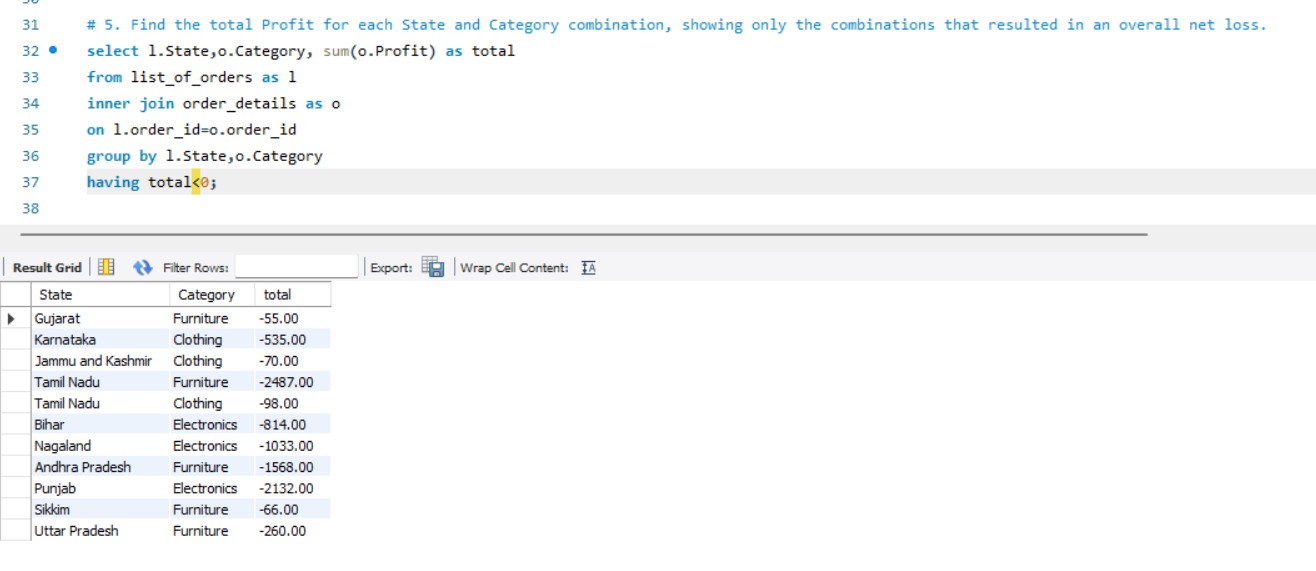 31 # 5. Find the total Profit for each State and Category combination, showing only the combinations that resulted in an overall net loss.
32 select l.State,o.Category, sum(o.Profit) as total
33 from list_of_orders as l
34 inner join order_details as o
35 on l.order_id=o.order_id
36 group by l.State,o.Category
37 having total<0;
38
Result Grid Filter Rows: Export: Wrap Cell Content: IA
State Category total
Gujarat Furniture -55.00
Karnataka Clothing -535.00
Jammu and Kashmir Clothing -70.00
Tamil Nadu Furniture -2487.00
Tamil Nadu Clothing -98.00
Bihar Electronics -814.00
Nagaland Electronics -1033.00
Andhra Pradesh Furniture -1568.00
Punjab Electronics -2132.00
Sikkim Furniture -66.00
Uttar Pradesh Furniture -260.00